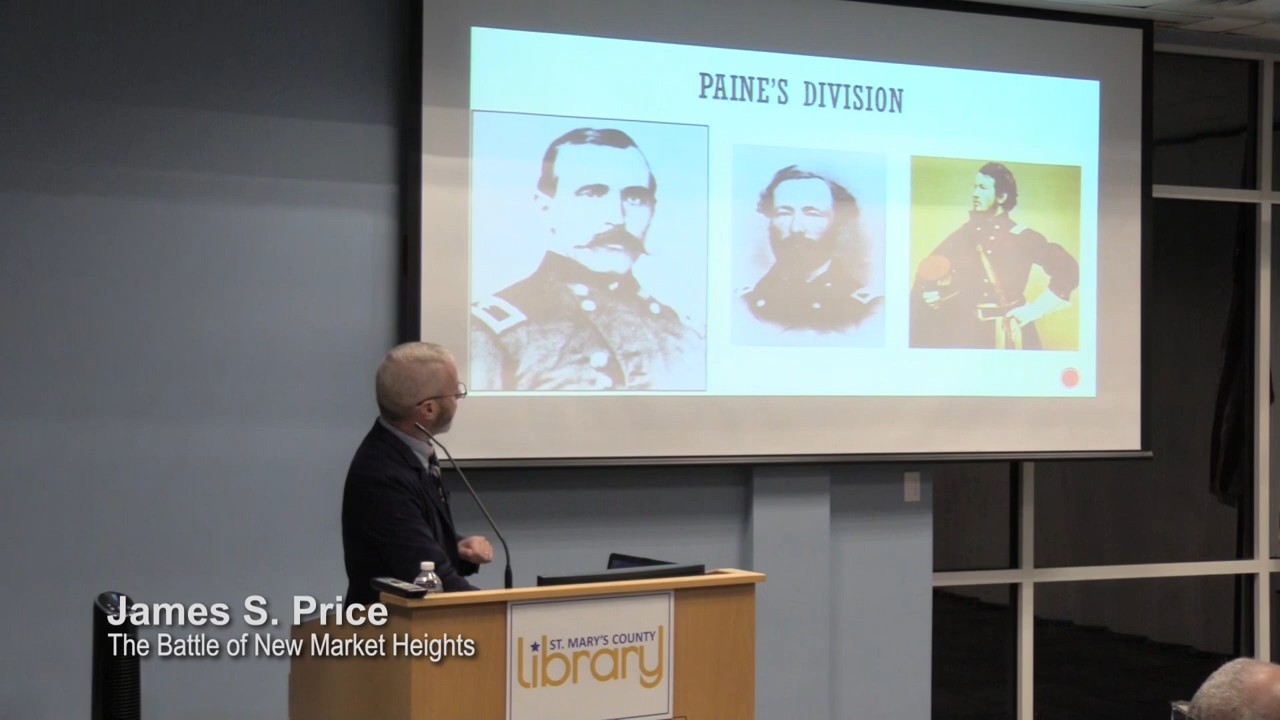 PAINE'S DIVISION
James S. Price
The Battle of New Market Heights
ST. MARY'S COUNTY
library